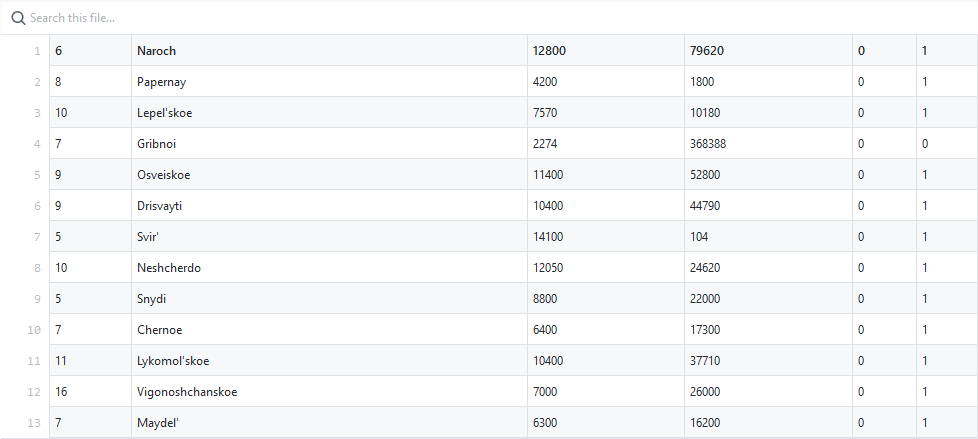 Search this file...
1 6 Naroch 12800 79620 0 1
2 8 Papernay 4200 1800 0 1
3 10 Lepel'skoe 7570 10180 0 1
4 7 Gribnoi 2274 368388 0 0
5 9 Osveiskoe 11400 52800 0 1
6 9 Drisvayti 10400 44790 0 1
7 5 Svir' 14100 104 0 1
8 10 Neshcherdo 12050 24620 0 1
9 5 Snydi 8800 22000 0 1
10 7 Chernoe 6400 17300 0 1
11 11 Lykomol'skoe 10400 37710 0 1
12 16 Vigonoshchanskoe 7000 26000 0 1
13 7 Maydel' 6300 16200 0 1